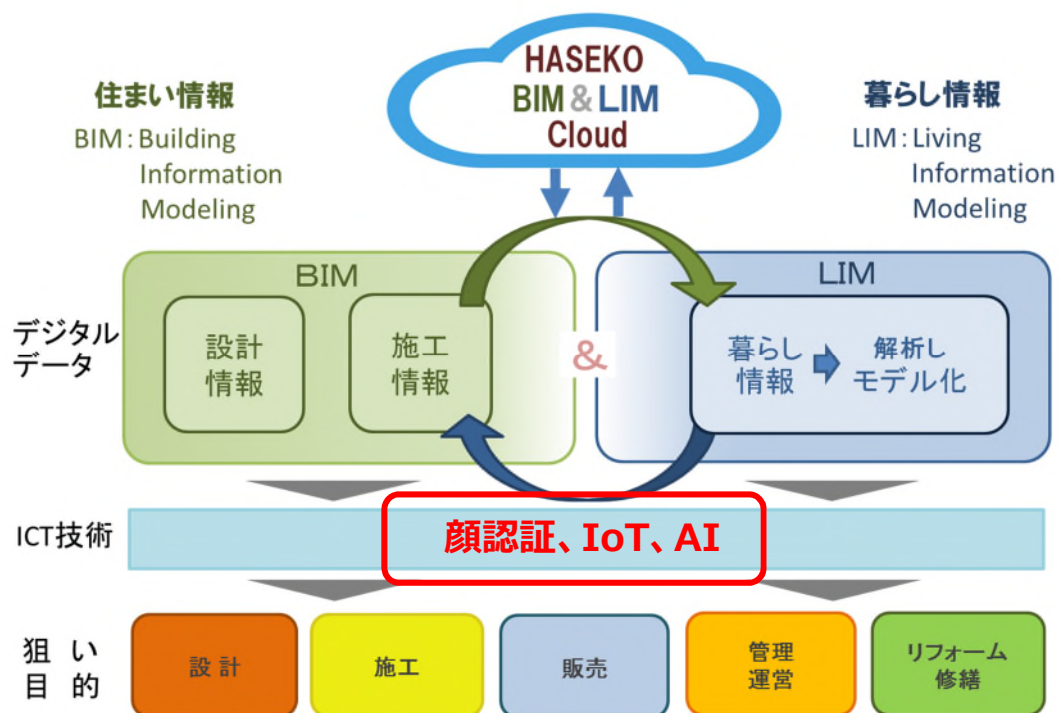 HASEKO
BIM & LIM
Cloud
住まい情報
BIM：Building
Information
Modeling
暮らし情報
LIM：Living
Information
Modeling
デジタル
データ
BIM
設計
情報
施工
情報
&
LIM
暮らし
情報
解析し
モデル化
ICT技術
顔認証、IoT、AI
狙い
目的
設計
施工
販売
管理
運営
リフォーム
修繕